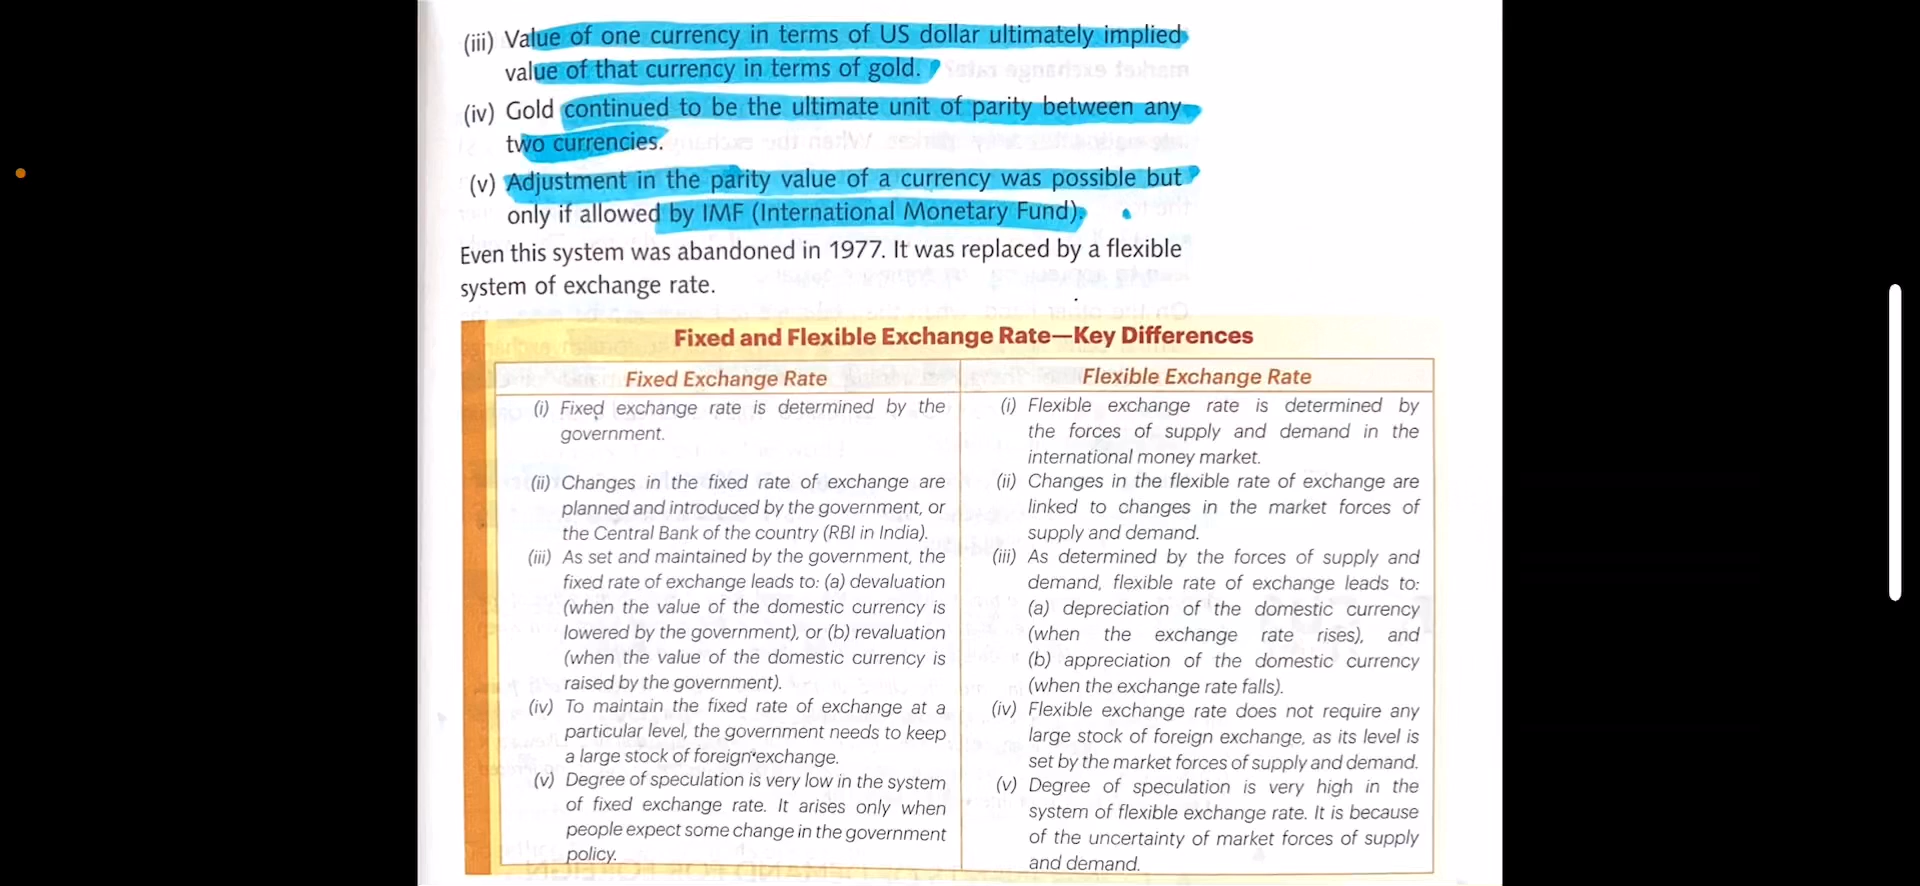 (iii) Value of one currency in terms of US dollar ultimately implied
value of that currency in terms of gold.
(iv) Gold continued to be the ultimate unit of parity between any
two currencies.
(v) Adjustment in the parity value of a currency was possible but
only if allowed by IMF (International Monetary Fund).
Even this system was abandoned in 1977. It was replaced by a flexible
system of exchange rate.
Fixed and Flexible Exchange Rate—Key Differences
Fixed Exchange Rate
(i) Fixed exchange rate is determined by the
government.
(ii) Changes in the fixed rate of exchange are
planned and introduced by the government, or
the Central Bank of the country (RBI in India).
(iii) As set and maintained by the government, the
fixed rate of exchange leads to: (a) devaluation
(when the value of the domestic currency is
lowered by the government), or (b) revaluation
(when the value of the domestic currency is
raised by the government).
(iv) To maintain the fixed rate of exchange at a
particular level, the government needs to keep
a large stock of foreign exchange.
(v) Degree of speculation is very low in the system
of fixed exchange rate. It arises only when
people expect some change in the government
policy.
Flexible Exchange Rate
(i) Flexible exchange rate is determined by
the forces of supply and demand in the
international money market.
(ii) Changes in the flexible rate of exchange are
linked to changes in the market forces of
supply and demand.
(iii) As determined by the forces of supply and
demand, flexible rate of exchange leads to:
(a) depreciation of the domestic currency
(when the exchange rate rises), and
(b) appreciation of the domestic currency
(when the exchange rate falls).
(iv) Flexible exchange rate does not require any
large stock of foreign exchange, as its level is
set by the market forces of supply and demand.
(v) Degree of speculation is very high in the
system of flexible exchange rate. It is because
of the uncertainty of market forces of supply
and demand.